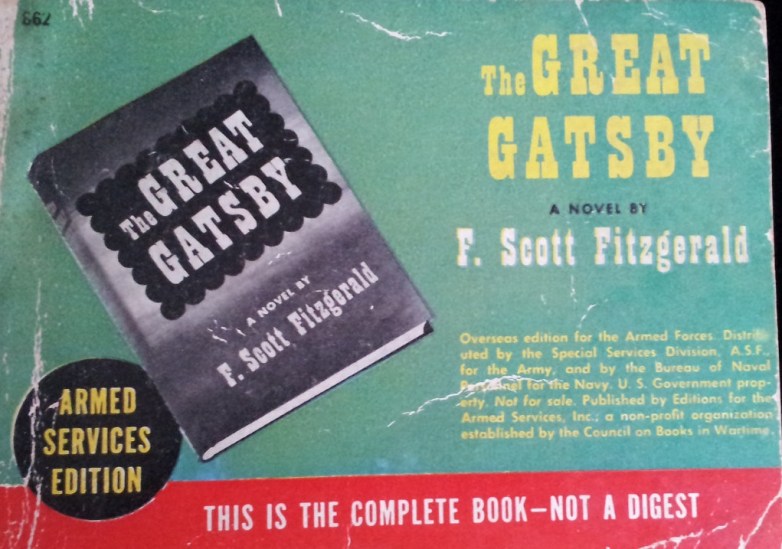 862
The GREAT
GATSBY
A NOVEL BY
F. Scott Fitzgerald
The GREAT
GATSBY
A NOVEL BY
F. Scott Fitzgerald
Overseas edition for the Armed Forces. Distrib-
uted by the Special Services Division, A.S.F.,
for the Army, and by the Bureau of Naval
Personnel for the Navy. U. S. Government prop-
erty. Not for sale. Published by Editions for the
Armed Services, Inc., a non-profit organization
established by the Council on Books in Wartime.
ARMED
SERVICES
EDITION
THIS IS THE COMPLETE BOOK—NOT A DIGEST